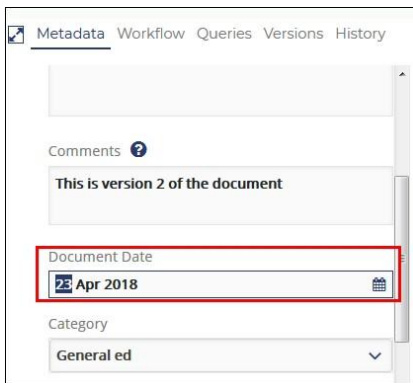 Metadata Workflow Queries Versions History
Comments ?
This is version 2 of the document
Document Date
23 Apr 2018
Category
General ed